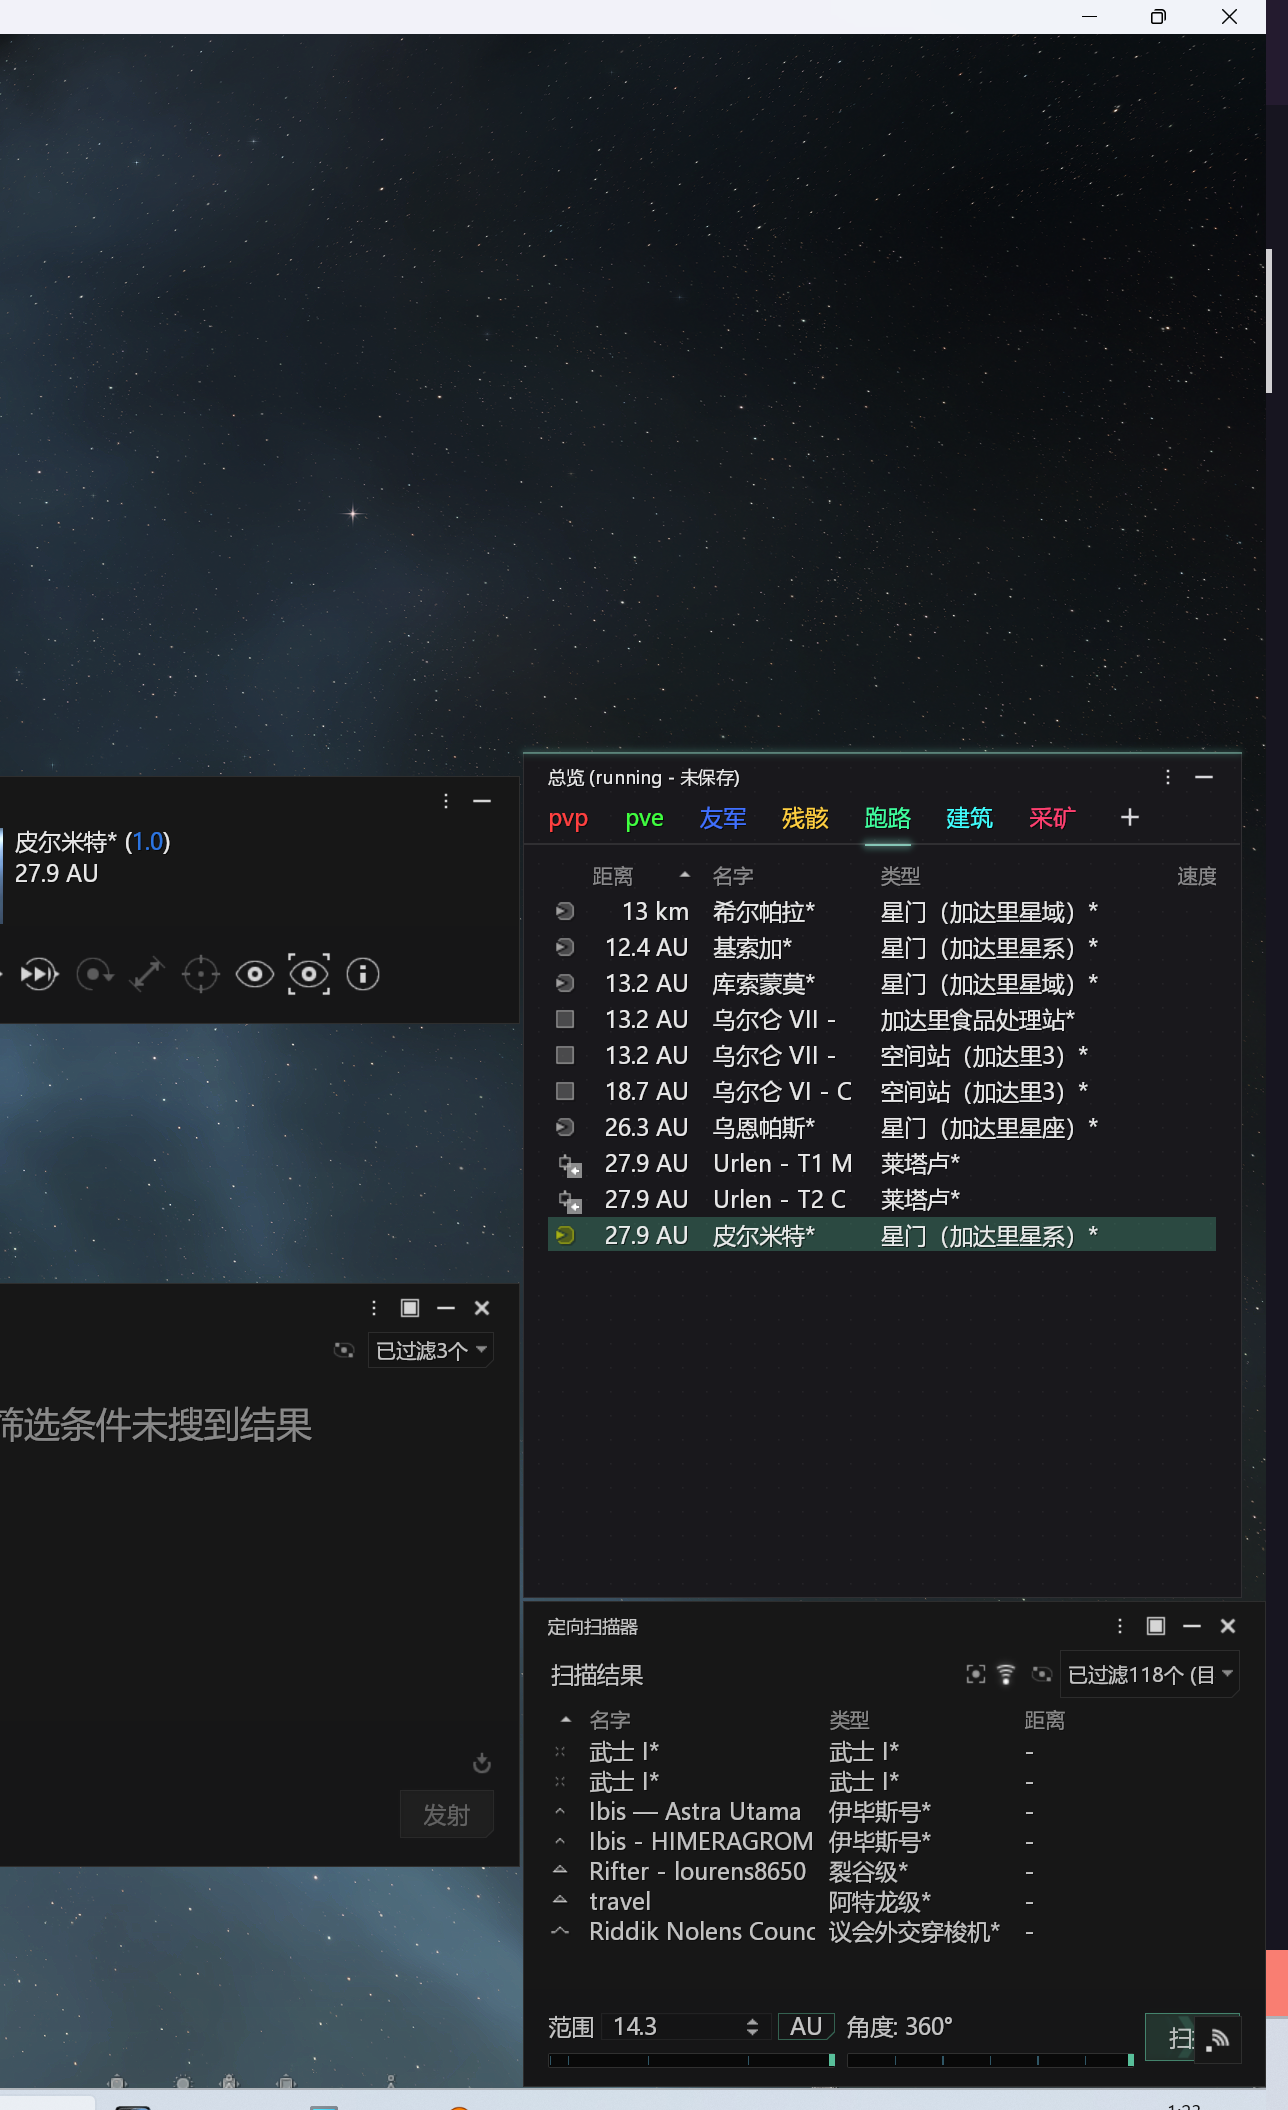 总览 (running - 未保存)
pvp pve 友军 残骸 跑路 建筑 采矿 +
皮尔米特* (1.0)
27.9 AU
距离 名字 类型 速度
13 km 希尔帕拉* 星门（加达里星域）*
12.4 AU 基索加* 星门（加达里星系）*
13.2 AU 库索蒙莫* 星门（加达里星域）*
13.2 AU 乌尔仑 VII - 加达里食品处理站*
13.2 AU 乌尔仑 VII - 空间站（加达里3）*
18.7 AU 乌尔仑 VI - C 空间站（加达里3）*
26.3 AU 乌恩帕斯* 星门（加达里星座）*
27.9 AU Urlen - T1 M 莱塔卢*
27.9 AU Urlen - T2 C 莱塔卢*
27.9 AU 皮尔米特* 星门（加达里星系）*
已过滤3个
筛选条件未搜到结果
发射
定向扫描器
扫描结果 已过滤118个 (目
名字 类型 距离
武士 I* 武士 I* -
武士 I* 武士 I* -
Ibis — Astra Utama 伊毕斯号* -
Ibis - HIMERAGROM 伊毕斯号* -
Rifter - lourens8650 裂谷级* -
travel 阿特龙级* -
Riddik Nolens Counc 议会外交穿梭机* -
范围 14.3 AU 角度: 360°
扫